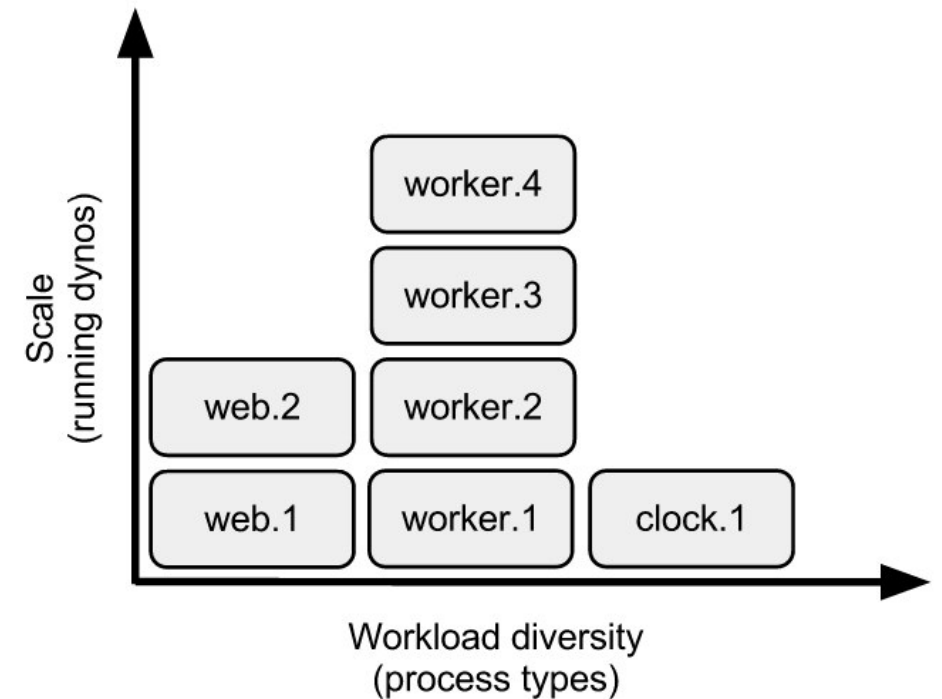 Scale
(running dynos)
worker.4
worker.3
web.2
worker.2
web.1
worker.1
clock.1
Workload diversity
(process types)